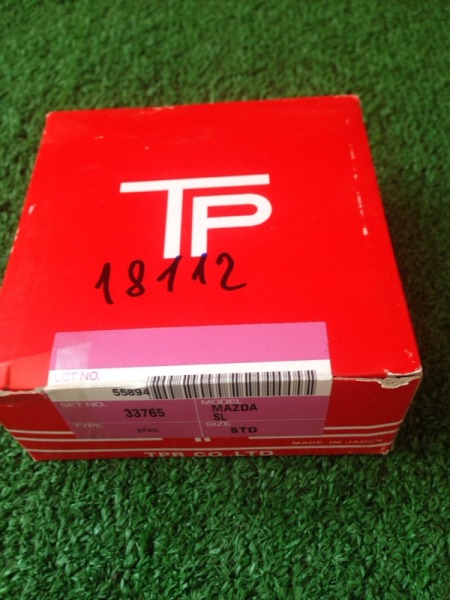 TP
18112
LOT NO.
55894
SET NO. 33765 MODEL MAZDA SL
TYPE SIZE STD
MADE IN JAPAN
TPR CO.,LTD